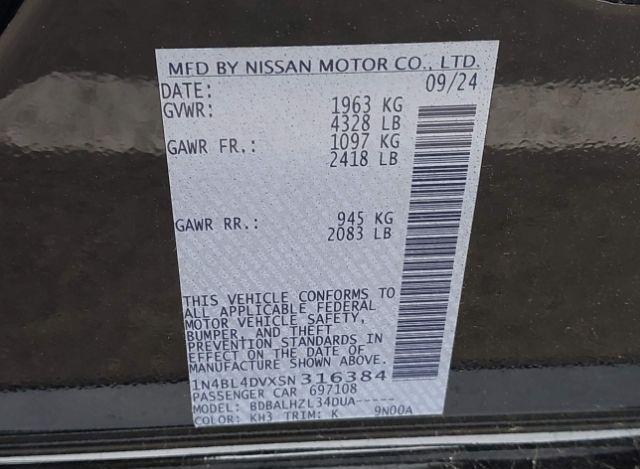 MFD BY NISSAN MOTOR CO., LTD.
DATE: 09/24
GVWR: 1963 KG
4328 LB
GAWR FR.: 1097 KG
2418 LB
GAWR RR.: 945 KG
2083 LB
THIS VEHICLE CONFORMS TO
ALL APPLICABLE FEDERAL
MOTOR VEHICLE SAFETY,
BUMPER, AND THEFT
PREVENTION STANDARDS IN
EFFECT ON THE DATE OF
MANUFACTURE SHOWN ABOVE.
1N4BL4DVXSN316384
PASSENGER CAR 697108
MODEL: BDBALHZL34DUA-----
COLOR: KH3 TRIM: K 9N00A